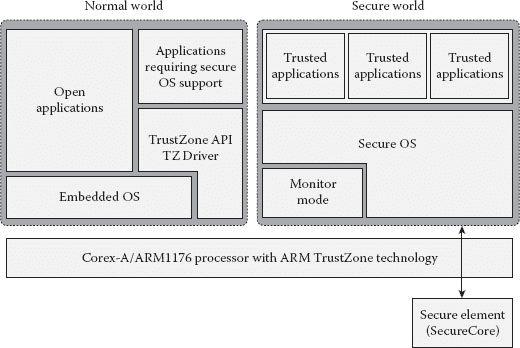 Normal world
Secure world
Open
applications
Applications
requiring secure
OS support
TrustZone API
TZ Driver
Embedded OS
Trusted
applications
Trusted
applications
Trusted
applications
Secure OS
Monitor
mode
Corex-A/ARM1176 processor with ARM TrustZone technology
Secure element
(SecureCore)